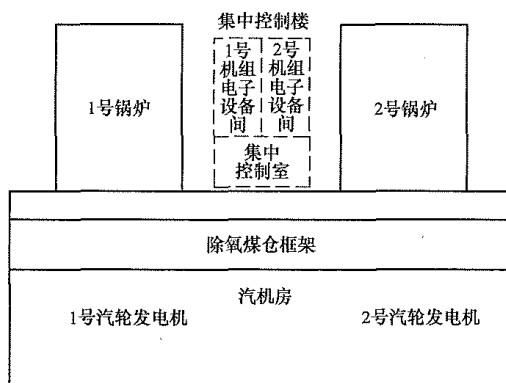 集中控制楼
1号锅炉
1号
机组
电子
设备
间
2号
机组
电子
设备
间
2号锅炉
集中
控制室
除氧煤仓框架
汽机房
1号汽轮发电机
2号汽轮发电机